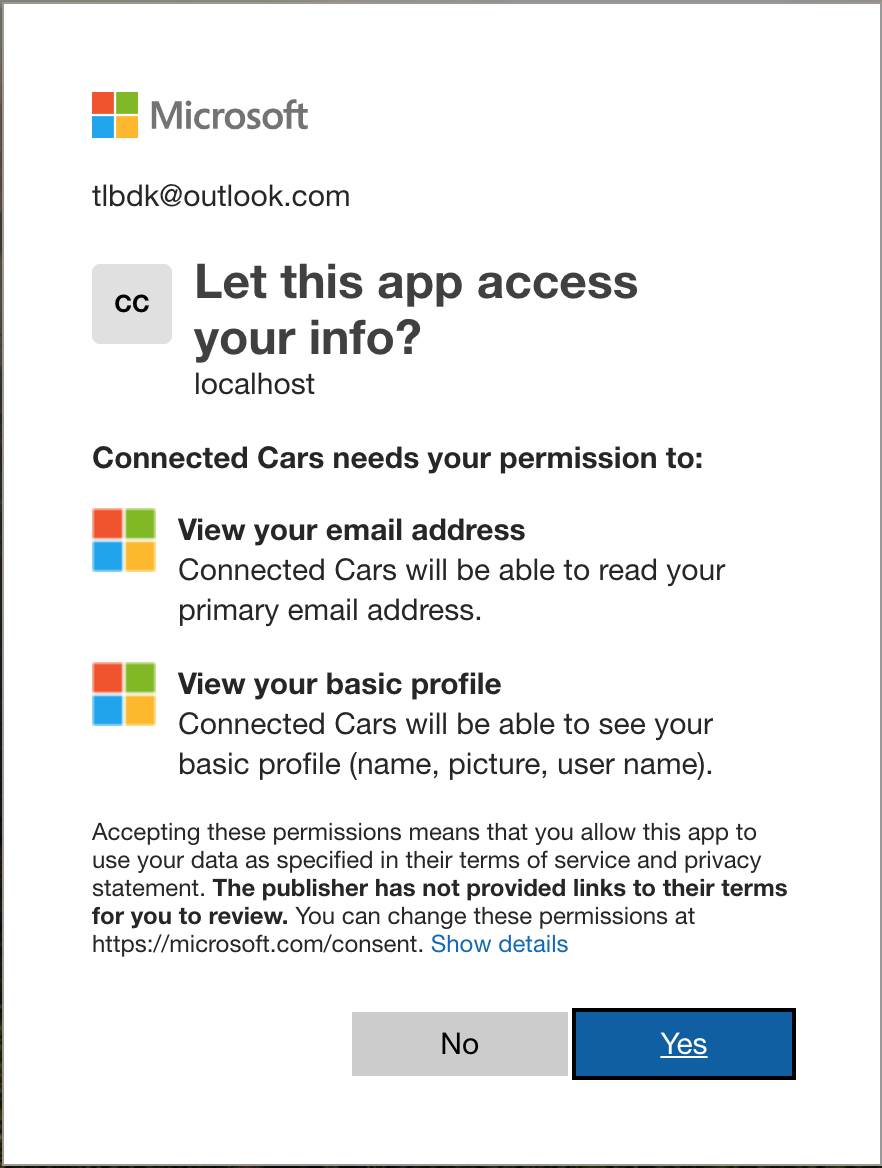 Microsoft
tlbdk@outlook.com
CC
Let this app access
your info?
localhost
Connected Cars needs your permission to:
View your email address
Connected Cars will be able to read your
primary email address.
View your basic profile
Connected Cars will be able to see your
basic profile (name, picture, user name).
Accepting these permissions means that you allow this app to
use your data as specified in their terms of service and privacy
statement. The publisher has not provided links to their terms
for you to review. You can change these permissions at
https://microsoft.com/consent. Show details
No Yes